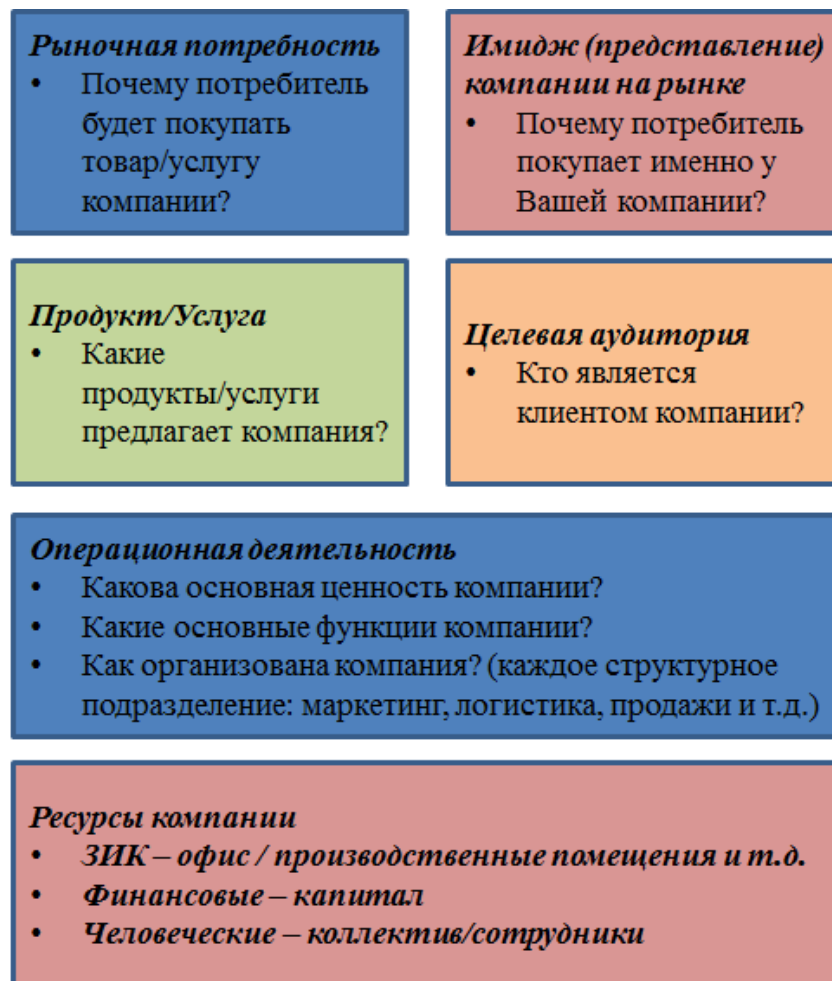 Рыночная потребность
• Почему потребитель
будет покупать
товар/услугу
компании?
Имидж (представление)
компании на рынке
• Почему потребитель
покупает именно у
Вашей компании?
Продукт/Услуга
• Какие
продукты/услуги
предлагает компания?
Целевая аудитория
• Кто является
клиентом компании?
Операционная деятельность
• Какова основная ценность компании?
• Какие основные функции компании?
• Как организована компания? (каждое структурное
подразделение: маркетинг, логистика, продажи и т.д.)
Ресурсы компании
• ЗИК – офис / производственные помещения и т.д.
• Финансовые – капитал
• Человеческие – коллектив/сотрудники